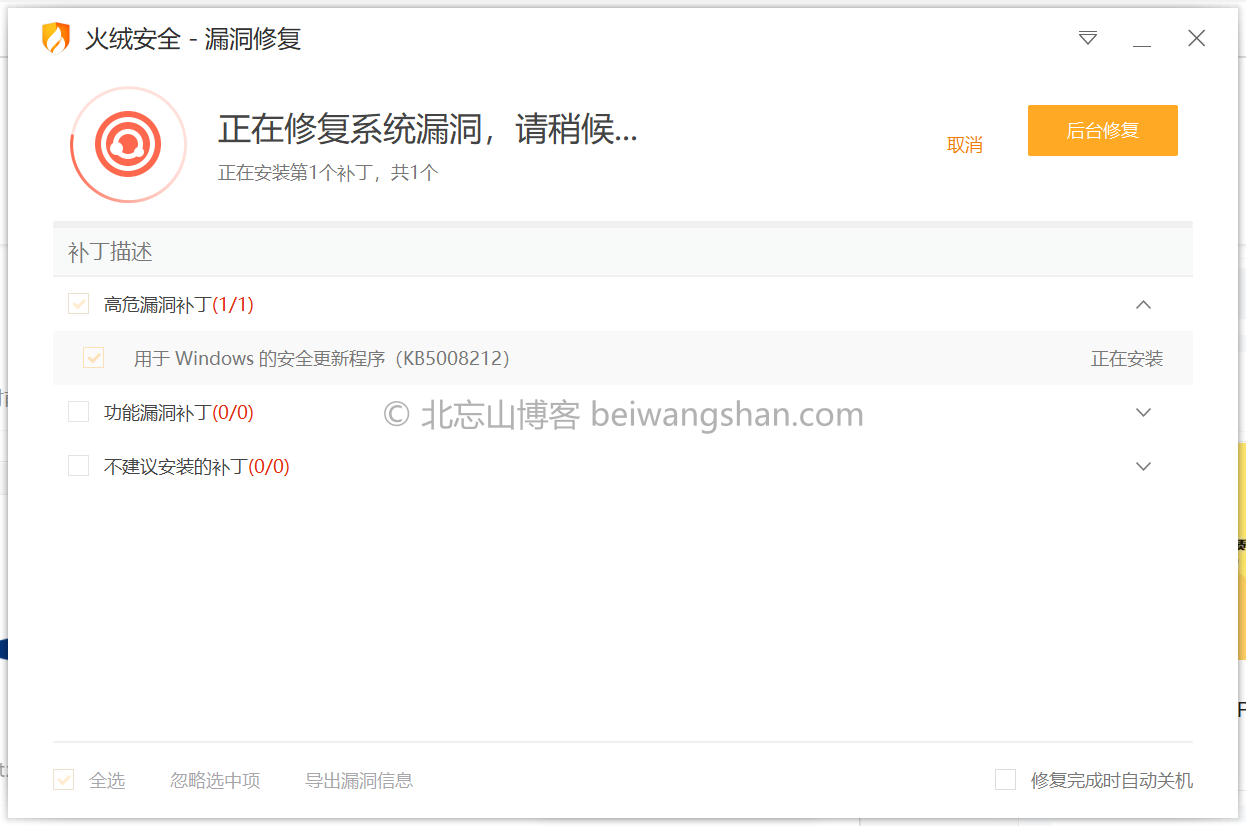 火绒安全 - 漏洞修复
正在修复系统漏洞，请稍候...
正在安装第1个补丁，共1个
取消
后台修复
补丁描述
高危漏洞补丁(1/1)
用于 Windows 的安全更新程序（KB5008212） 正在安装
功能漏洞补丁(0/0)
© 北忘山博客 beiwangshan.com
不建议安装的补丁(0/0)
全选 忽略选中项 导出漏洞信息 修复完成时自动关机